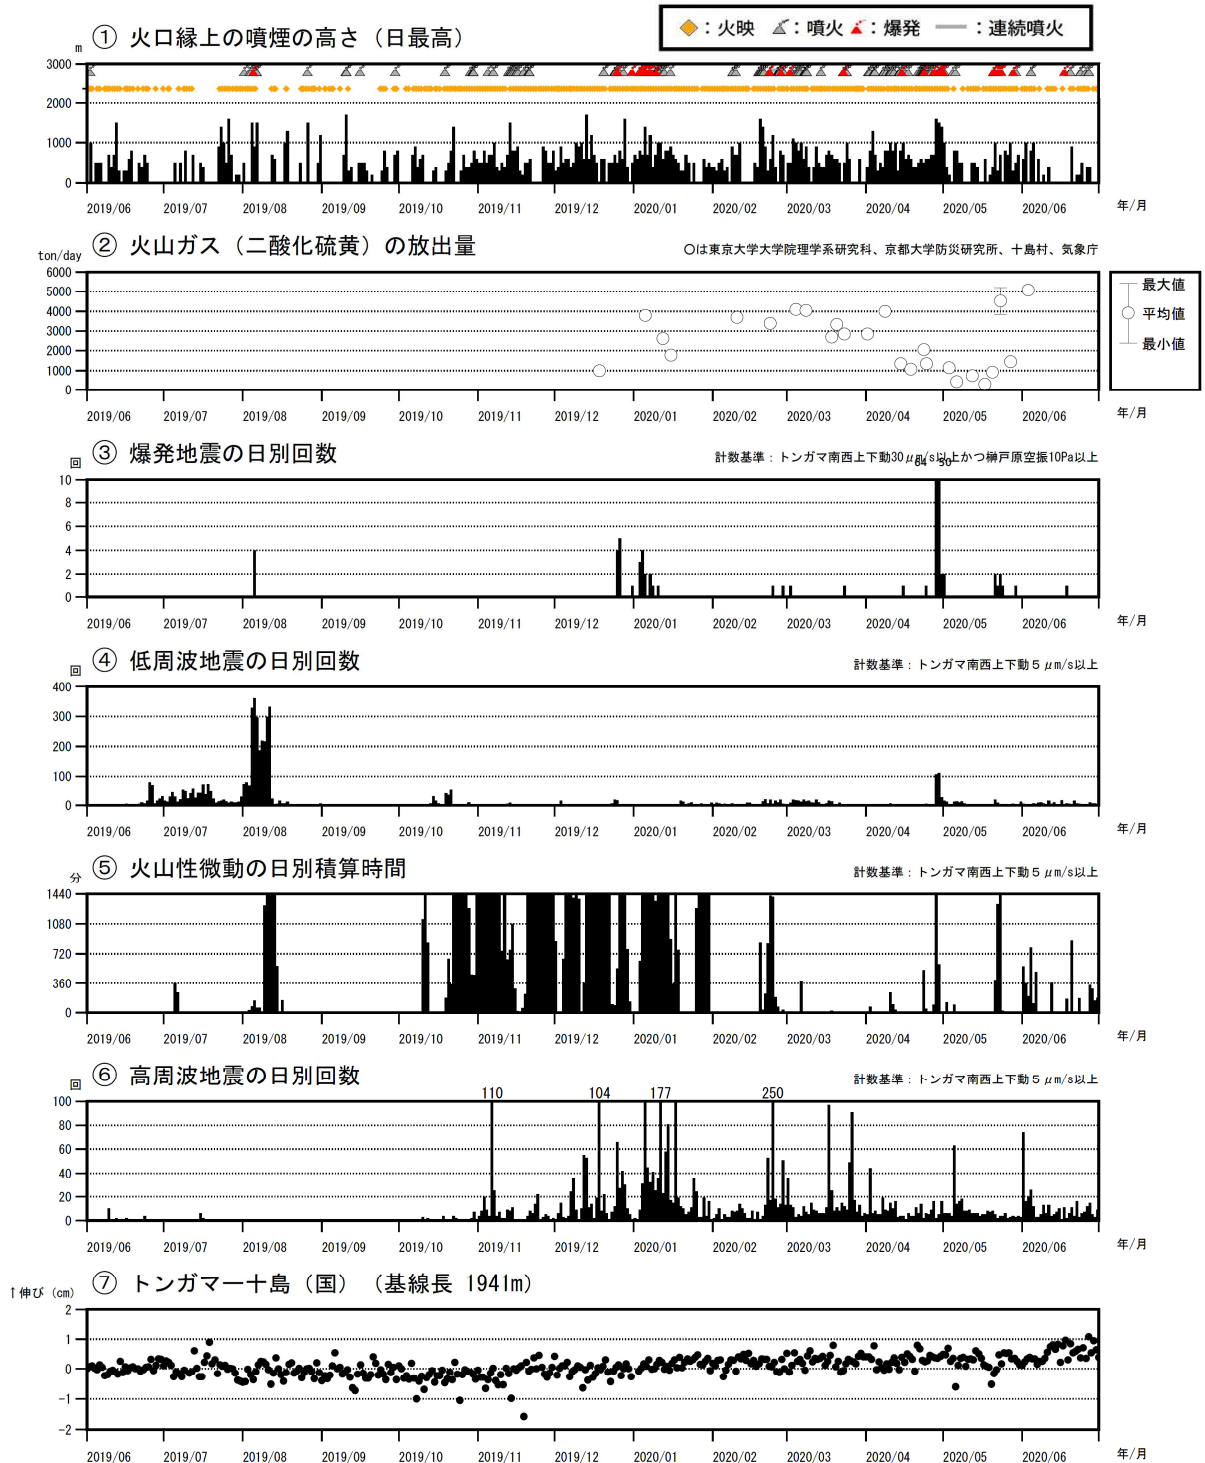 ：火映 ：噴火 ：爆発 ：連続噴火
① 火口縁上の噴煙の高さ（日最高）
m
3000
2000
1000
0
2019/06 2019/07 2019/08 2019/09 2019/10 2019/11 2019/12 2020/01 2020/02 2020/03 2020/04 2020/05 2020/06 年/月
② 火山ガス（二酸化硫黄）の放出量
ton/day
○は東京大学大学院理学系研究科、京都大学防災研究所、十島村、気象庁
6000
5000
4000
3000
2000
1000
0
最大値
平均値
最小値
2019/06 2019/07 2019/08 2019/09 2019/10 2019/11 2019/12 2020/01 2020/02 2020/03 2020/04 2020/05 2020/06 年/月
③ 爆発地震の日別回数
回
計数基準：トンガマ南西上下動30μm/s以上かつ榊戸原空振10Pa以上
64 50
10
8
6
4
2
0
2019/06 2019/07 2019/08 2019/09 2019/10 2019/11 2019/12 2020/01 2020/02 2020/03 2020/04 2020/05 2020/06 年/月
④ 低周波地震の日別回数
回
計数基準：トンガマ南西上下動５μm/s以上
400
300
200
100
0
2019/06 2019/07 2019/08 2019/09 2019/10 2019/11 2019/12 2020/01 2020/02 2020/03 2020/04 2020/05 2020/06 年/月
⑤ 火山性微動の日別積算時間
分
計数基準：トンガマ南西上下動５μm/s以上
1440
1080
720
360
0
2019/06 2019/07 2019/08 2019/09 2019/10 2019/11 2019/12 2020/01 2020/02 2020/03 2020/04 2020/05 2020/06 年/月
⑥ 高周波地震の日別回数
回
計数基準：トンガマ南西上下動５μm/s以上
110 104 177 250
100
80
60
40
20
0
2019/06 2019/07 2019/08 2019/09 2019/10 2019/11 2019/12 2020/01 2020/02 2020/03 2020/04 2020/05 2020/06 年/月
⑦ トンガマー十島（国）（基線長 1941m）
↑伸び（cm）
2
1
0
-1
-2
2019/06 2019/07 2019/08 2019/09 2019/10 2019/11 2019/12 2020/01 2020/02 2020/03 2020/04 2020/05 2020/06 年/月